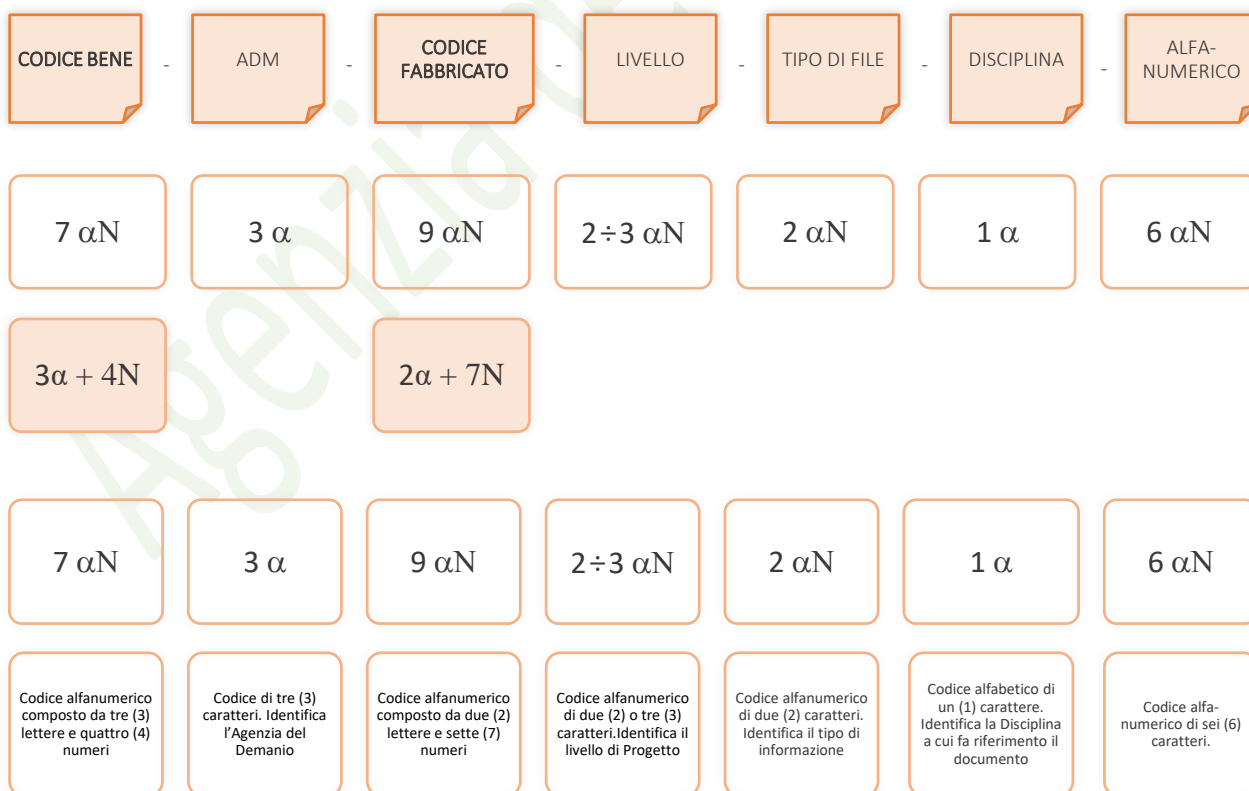 CODICE BENE - ADM - CODICE FABBRICATO - LIVELLO - TIPO DI FILE - DISCIPLINA - ALFA-NUMERICO
7 αN 3 α 9 αN 2÷3 αN 2 αN 1 α 6 αN
3α + 4N 2α + 7N
7 αN 3 α 9 αN 2÷3 αN 2 αN 1 α 6 αN
Codice alfanumerico
composto da tre (3)
lettere e quattro (4)
numeri
Codice di tre (3)
caratteri. Identifica
l'Agenzia del
Demanio
Codice alfanumerico
composto da due (2)
lettere e sette (7)
numeri
Codice alfanumerico
di due (2) o tre (3)
caratteri.Identifica il
livello di Progetto
Codice alfanumerico
di due (2) caratteri.
Identifica il tipo di
informazione
Codice alfabetico di
un (1) carattere.
Identifica la Disciplina
a cui fa riferimento il
documento
Codice alfa-
numerico di sei (6)
caratteri.
Agenzia